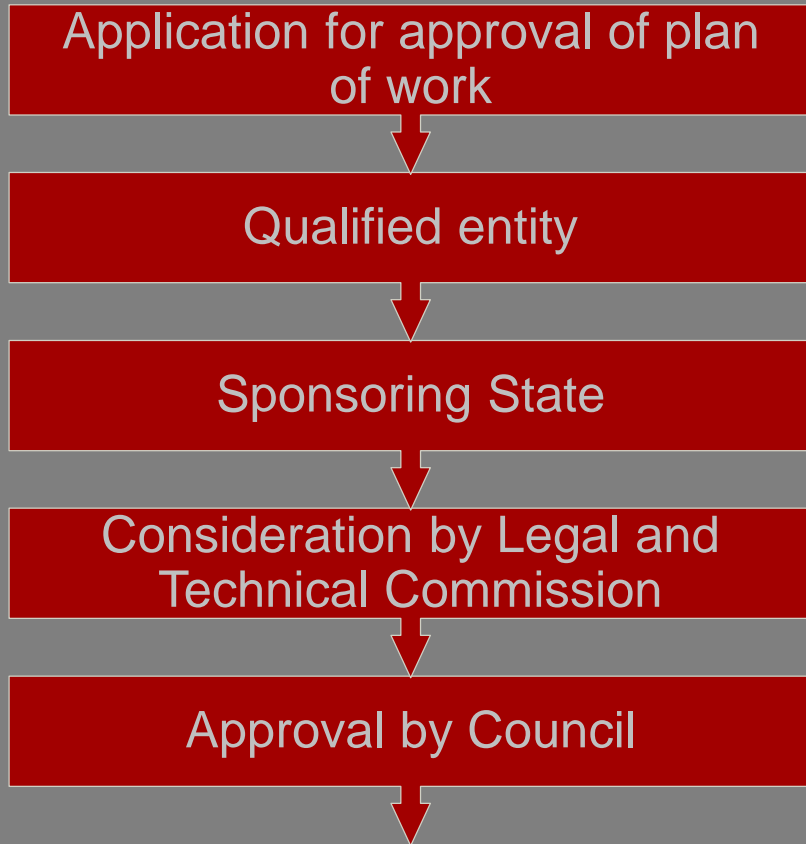 Application for approval of plan
of work
Qualified entity
Sponsoring State
Consideration by Legal and
Technical Commission
Approval by Council